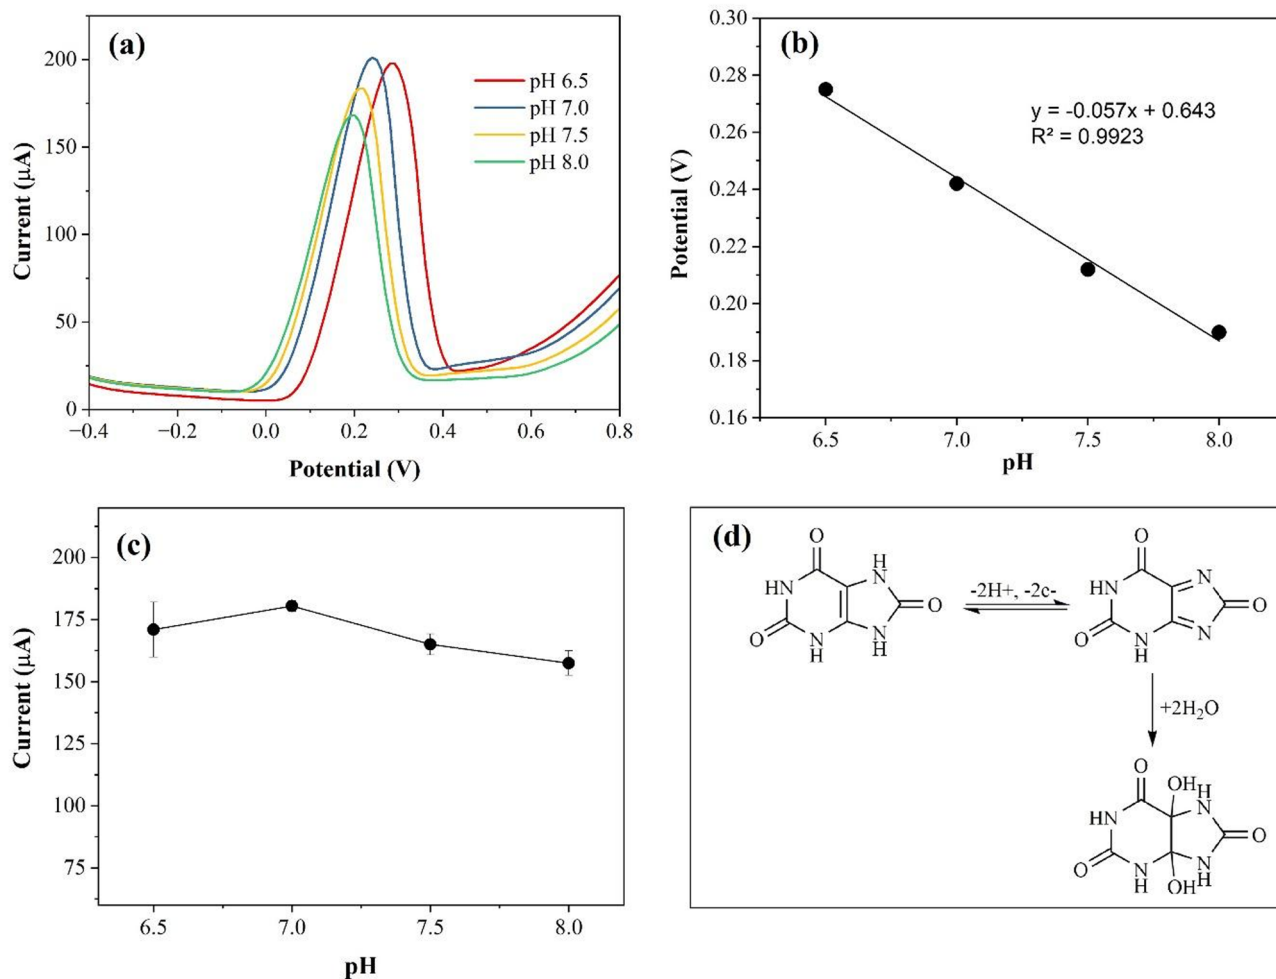 (a)
200
150
100
50
0
−0.4
−0.2
0.0
0.2
0.4
0.6
0.8
Current (μA)
Potential (V)
pH 6.5
pH 7.0
pH 7.5
pH 8.0
(b)
0.30
0.28
0.26
0.24
0.22
0.20
0.18
0.16
6.5
7.0
7.5
8.0
Potential (V)
pH
y = -0.057x + 0.643
R² = 0.9923
(c)
200
175
150
125
100
75
6.5
7.0
7.5
8.0
Current (μA)
pH
(d)
O
H
HN
N
O
O
N
H
N
H
-2H+, -2e-
O
HN
N
O
O
N
H
N
+2H₂O
O
OH
H
N
HN
O
O
N
H
OH
N
H